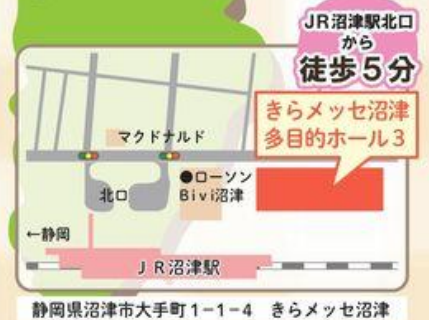 JR沼津駅北口
から
徒歩5分
きらメッセ沼津
多目的ホール3
マクドナルド
●ローソン
Bivi沼津
北口
←静岡
JR沼津駅
静岡県沼津市大手町1-1-4 きらメッセ沼津